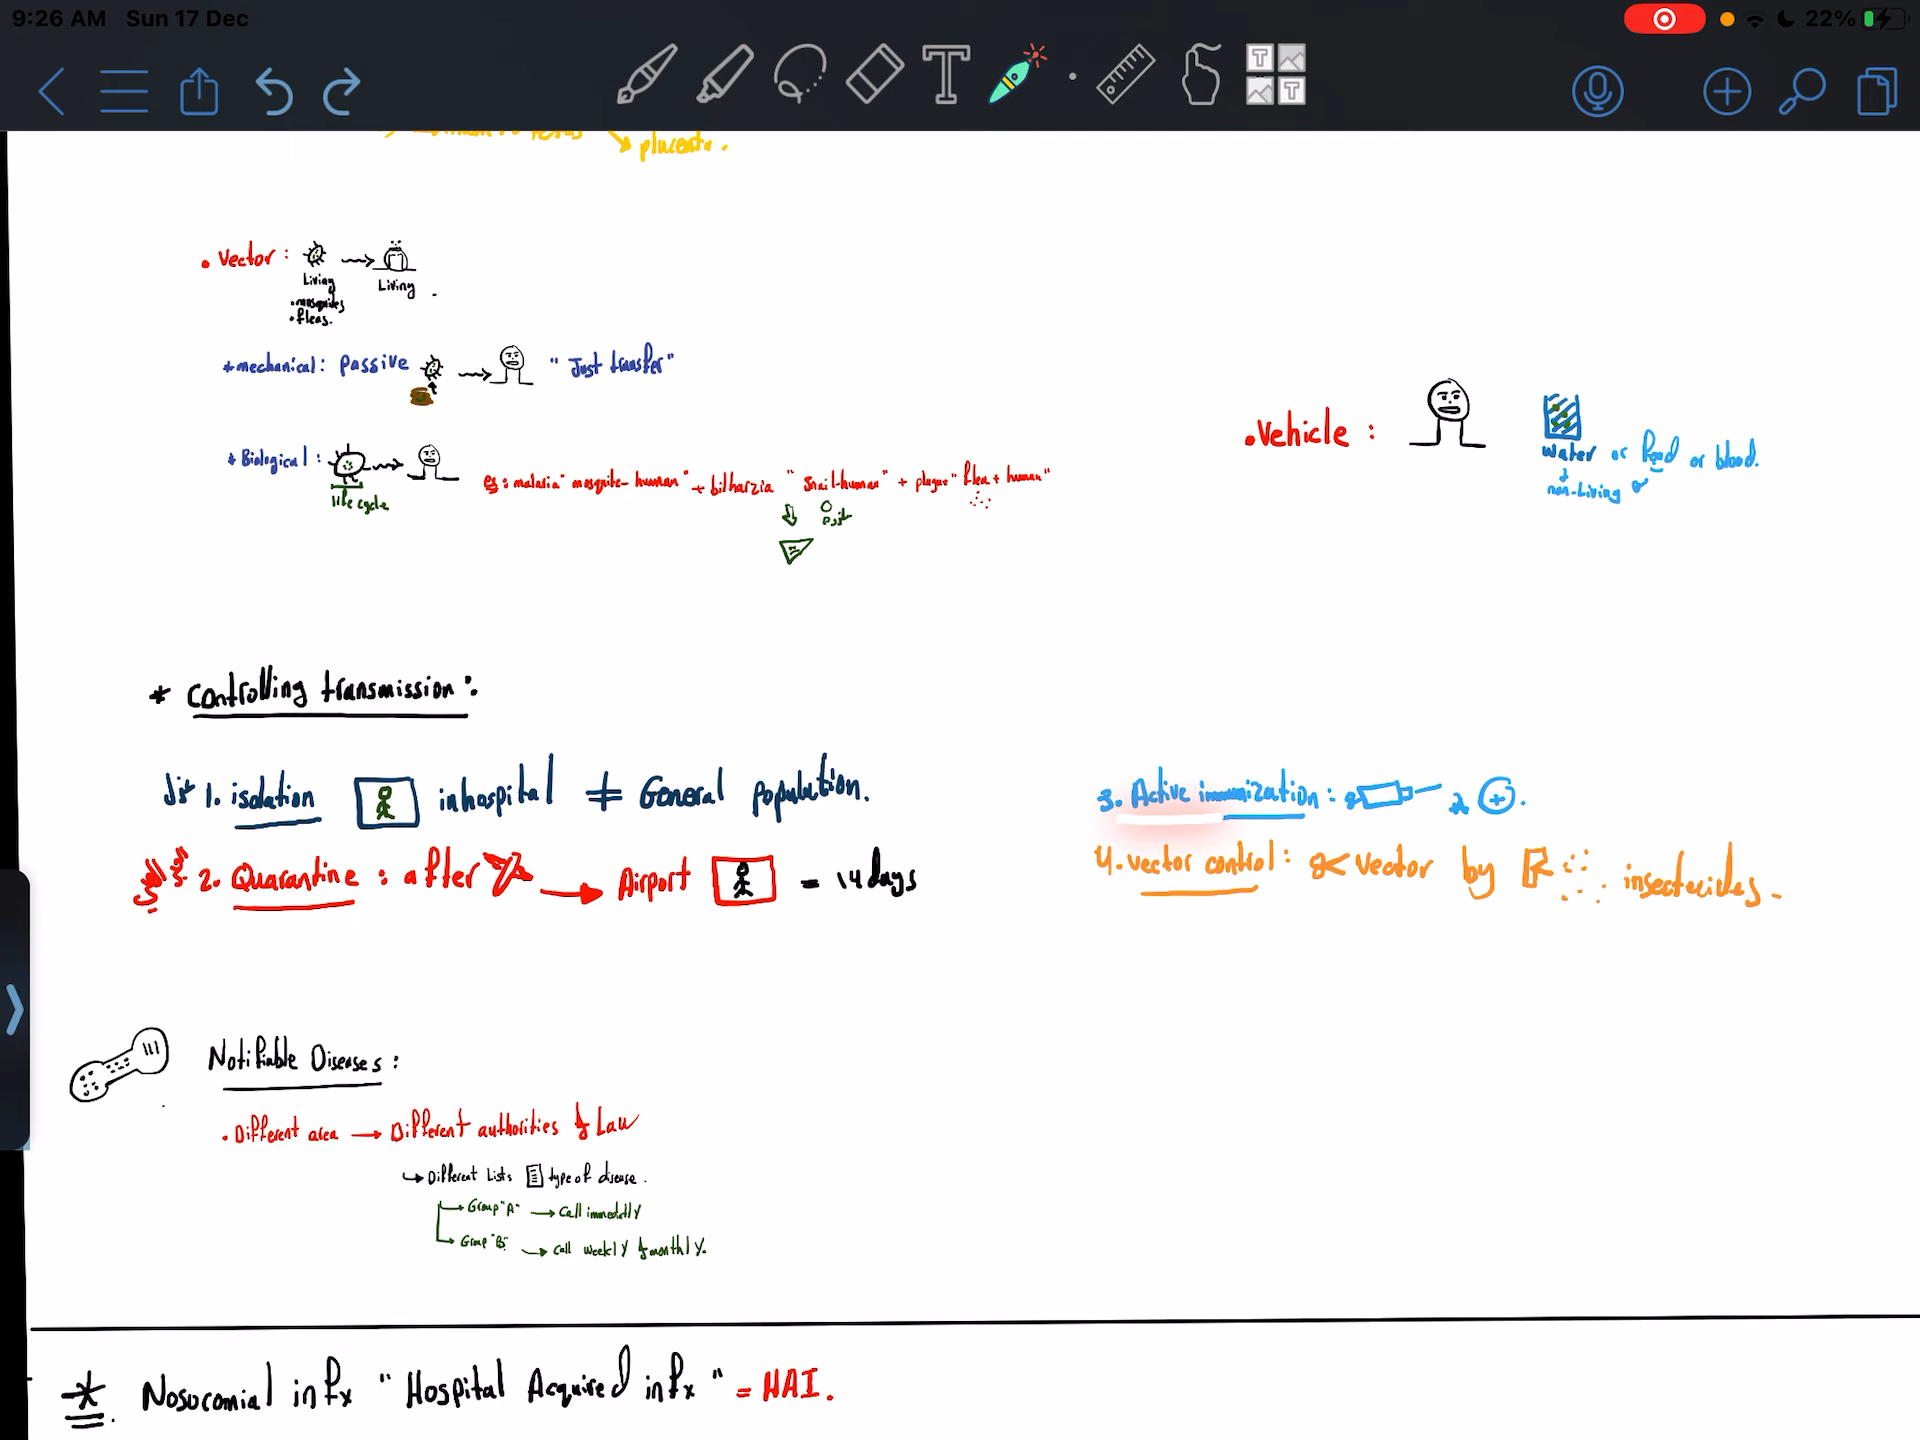 9:26 AM Sun 17 Dec
22%
placenta.
• Vector:
Living
Living
• mosquites
• fleas.
* mechanical: Passive "Just transfer"
* Biological:
life cycle
eg: malaria "mosquite-human" + bilharzia "Snail-human" + plague "flea + human"
• Vehicle:
water or food or blood.
non-Living
* Controlling transmission:
1. isolation in hospital ≠ General population.
2. Quarantine: after → Airport = 14 days
3. Active immunization: (+).
4. vector control: vector by insectecides.
Notifiable Diseases:
• Different area → Different authorities & Law
↳ Different Lists type of disease.
→ Group "A" → Call immediatly
→ Group "B" → Call weekly & monthly.
* Nosocomial infx "Hospital Acquired infx" = HAI.